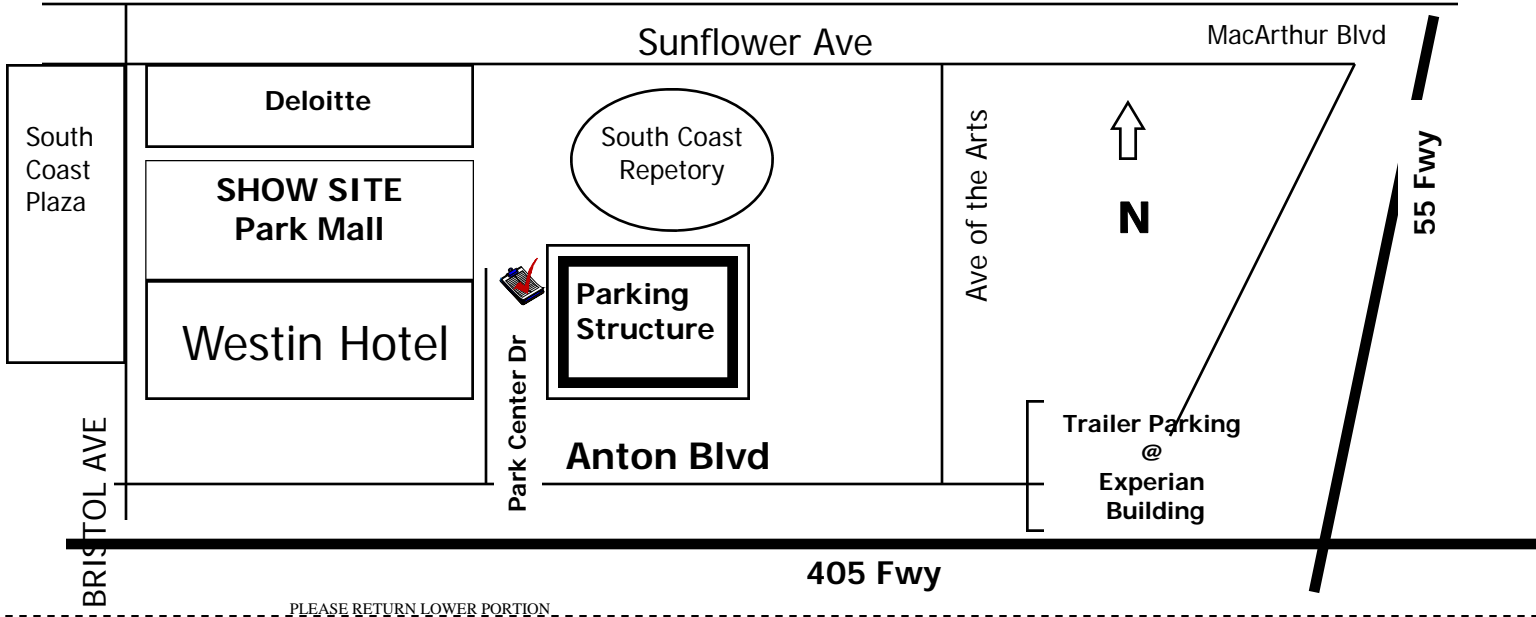 Sunflower Ave
MacArthur Blvd
Deloitte
South
Coast
Plaza
SHOW SITE
Park Mall
South Coast
Repetory
Ave of the Arts
N
55 Fwy
Parking
Structure
Westin Hotel
Park Center Dr
BRISTOL AVE
Anton Blvd
Trailer Parking
@
Experian
Building
405 Fwy
PLEASE RETURN LOWER PORTION